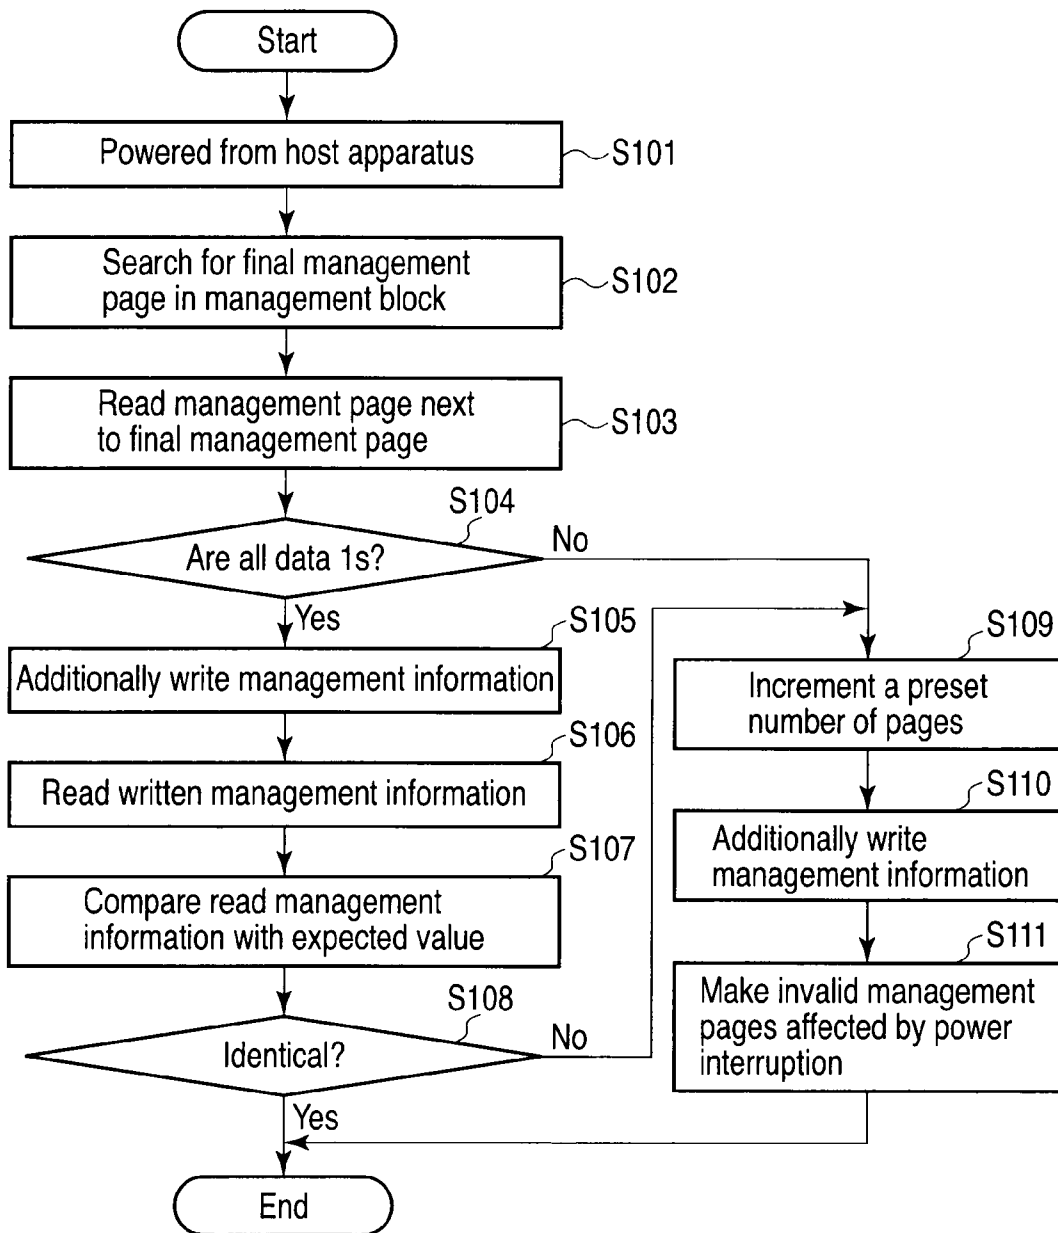 Start
Powered from host apparatus
S101
Search for final management
page in management block
S102
Read management page next
to final management page
S103
S104
Are all data 1s?
No
Yes
S105
Additionally write management information
S106
Read written management information
S107
Compare read management
information with expected value
S108
Identical?
No
Yes
S109
Increment a preset
number of pages
S110
Additionally write
management information
S111
Make invalid management
pages affected by power
interruption
End